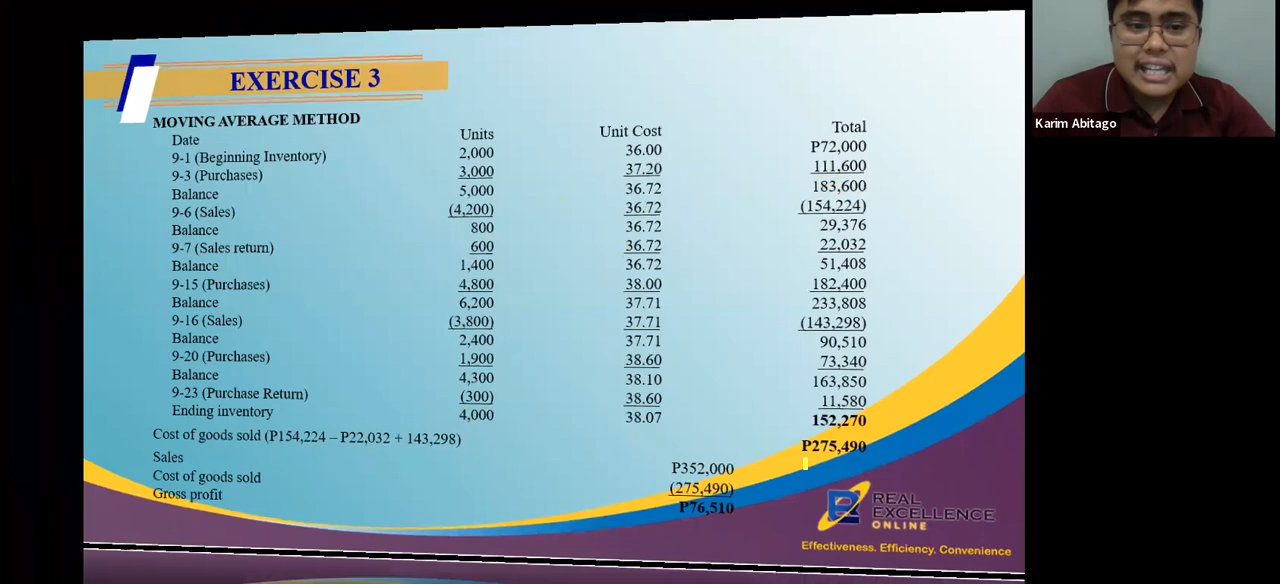 EXERCISE 3
MOVING AVERAGE METHOD
Date Units Unit Cost Total
9-1 (Beginning Inventory) 2,000 36.00 P72,000
9-3 (Purchases) 3,000 37.20 111,600
Balance 5,000 36.72 183,600
9-6 (Sales) (4,200) 36.72 (154,224)
Balance 800 36.72 29,376
9-7 (Sales return) 600 36.72 22,032
Balance 1,400 36.72 51,408
9-15 (Purchases) 4,800 38.00 182,400
Balance 6,200 37.71 233,808
9-16 (Sales) (3,800) 37.71 (143,298)
Balance 2,400 37.71 90,510
9-20 (Purchases) 1,900 38.60 73,340
Balance 4,300 38.10 163,850
9-23 (Purchase Return) (300) 38.60 11,580
Ending inventory 4,000 38.07 152,270
Cost of goods sold (P154,224 – P22,032 + 143,298) P275,490
Sales P352,000
Cost of goods sold (275,490)
Gross profit P76,510
REAL
EXCELLENCE
ONLINE
Effectiveness. Efficiency. Convenience
Karim Abitago